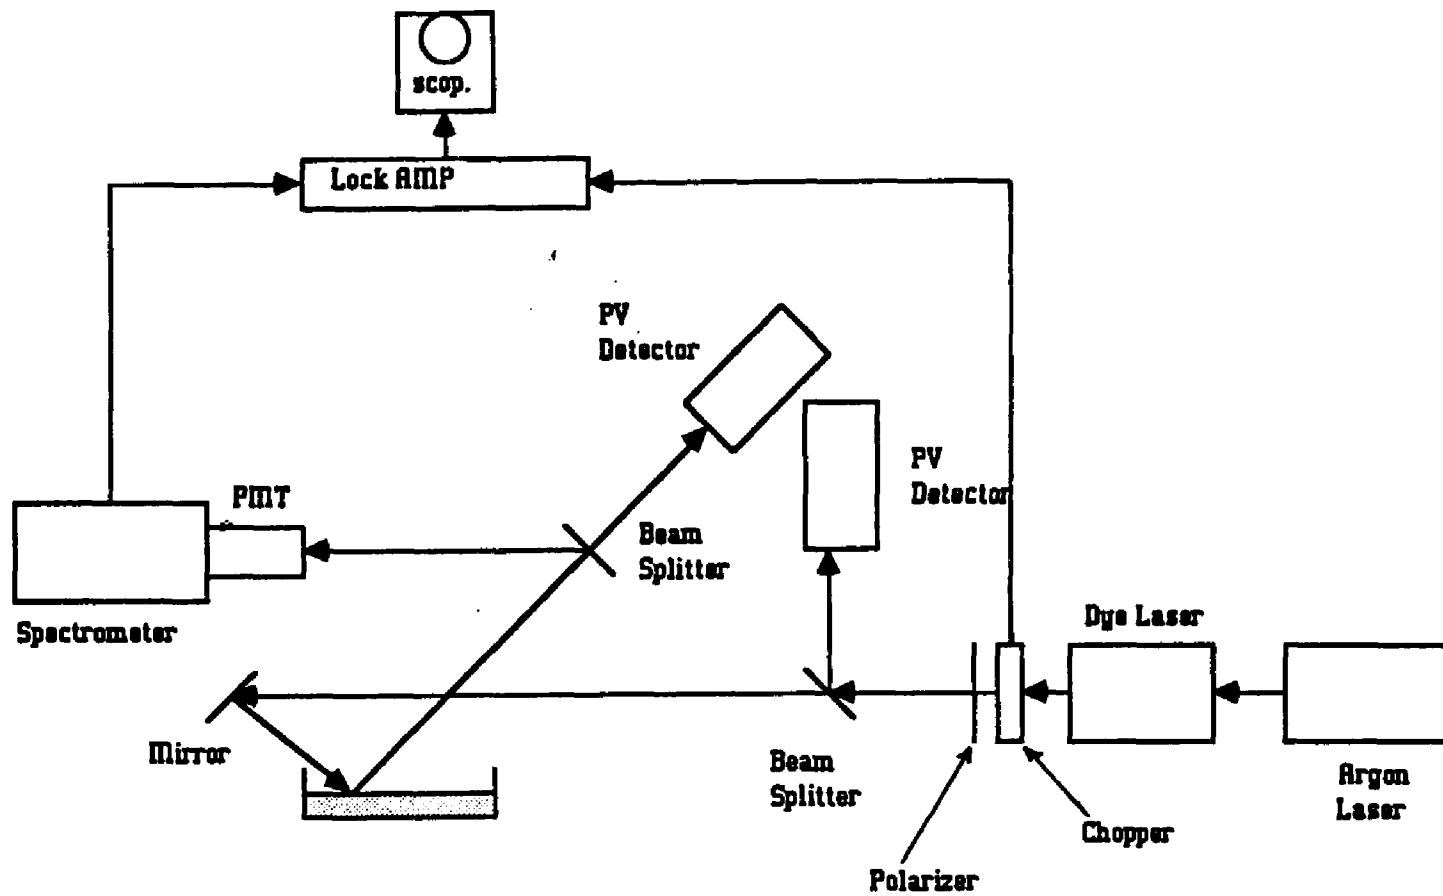 scop.
Lock AMP
PV
Detector
PV
Detector
PMT
Beam
Splitter
Spectrometer
Dye Laser
Mirror
Beam
Splitter
Argon
Laser
Chopper
Polarizer